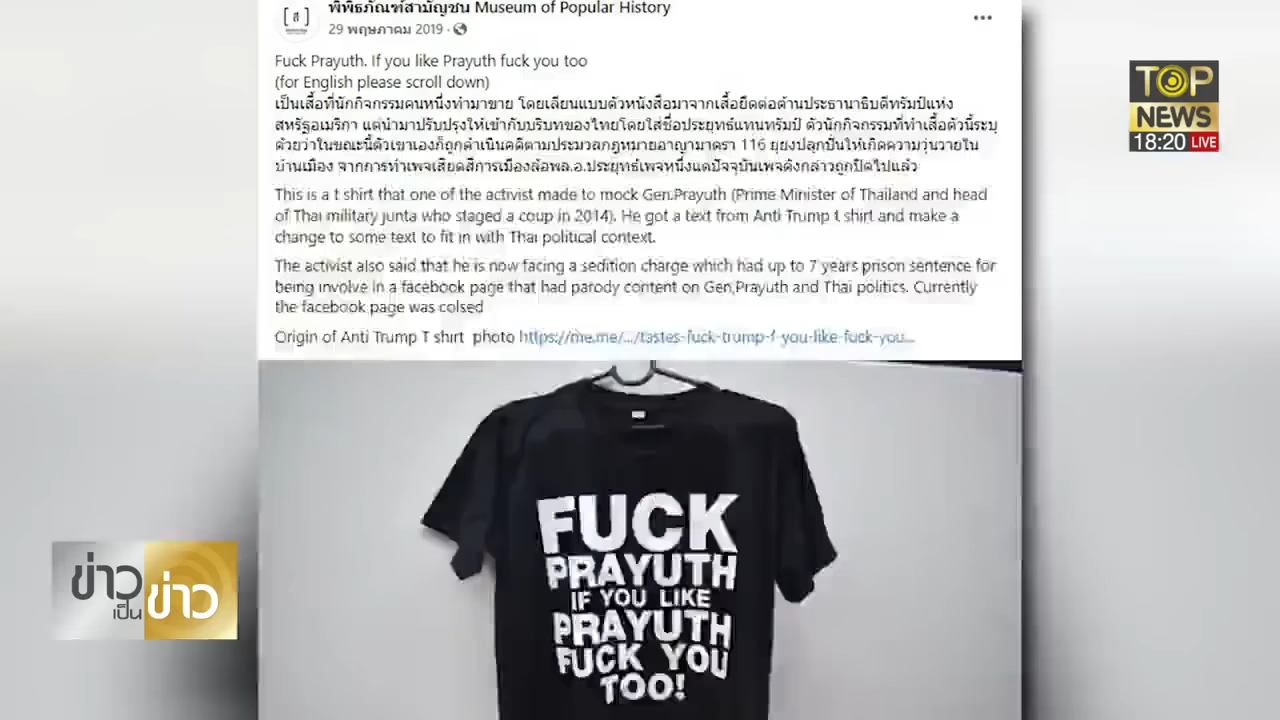 พิพิธภัณฑ์สามัญชน Museum of Popular History
29 พฤษภาคม 2019
TOP
NEWS
18:20 LIVE
Fuck Prayuth. If you like Prayuth fuck you too
(for English please scroll down)
เป็นเสื้อที่นักกิจกรรมคนหนึ่งทำมาขาย โดยเลียนแบบตัวหนังสือมาจากเสื้อยืดต่อต้านประธานาธิบดีทรัมป์แห่ง
สหรัฐอเมริกา แต่นำมาปรับปรุงให้เข้ากับบริบทของไทยโดยใส่ชื่อประยุทธ์แทนทรัมป์ ตัวนักกิจกรรมที่ทำเสื้อตัวนี้ระบุ
ด้วยว่าในขณะนี้ตัวเขาเองก็ถูกดำเนินคดีตามประมวลกฎหมายอาญามาตรา 116 ยุยงปลุกปั่นให้เกิดความวุ่นวายใน
บ้านเมือง จากการทำเพจเสียดสีการเมืองล้อพล.อ.ประยุทธ์เพจหนึ่งแต่ปัจจุบันเพจดังกล่าวถูกปิดไปแล้ว
This is a t shirt that one of the activist made to mock Gen.Prayuth (Prime Minister of Thailand and head
of Thai military junta who staged a coup in 2014). He got a text from Anti Trump t shirt and make a
change to some text to fit in with Thai political context.
The activist also said that he is now facing a sedition charge which had up to 7 years prison sentence for
being involve in a facebook page that had parody content on Gen.Prayuth and Thai politics. Currently
the facebook page was colsed
Origin of Anti Trump T shirt photo https://me.me/.../tastes-fuck-trump-f-you-like-fuck-you...
FUCK
PRAYUTH
IF YOU LIKE
PRAYUTH
FUCK YOU
TOO!
ข่าว
เป็น
ข่าว